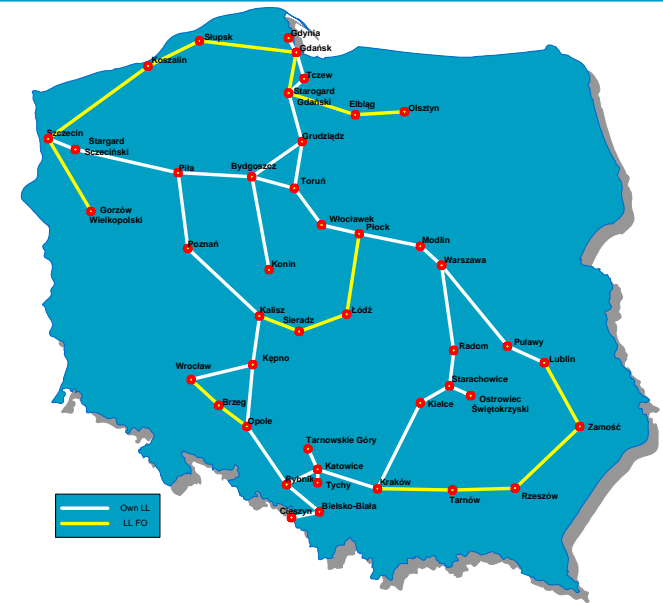 Gdynia
Słupsk
Gdańsk
Koszalin
Tczew
Starogard
Gdański
Elbląg
Olsztyn
Szczecin
Stargard
Sczeciński
Grudziądz
Piła
Bydgoszcz
Toruń
Gorzów
Wielkopolski
Włocławek
Płock
Poznań
Modlin
Konin
Warszawa
Kalisz
Sieradz
Łódź
Radom
Puławy
Lublin
Wrocław
Kępno
Starachowice
Brzeg
Kielce
Ostrowiec
Świętokrzyski
Opole
Zamość
Tarnowskie Góry
Katowice
Rybnik
Tychy
Kraków
Tarnów
Rzeszów
Cieszyn
Bielsko-Biała
Own LL
LL FO